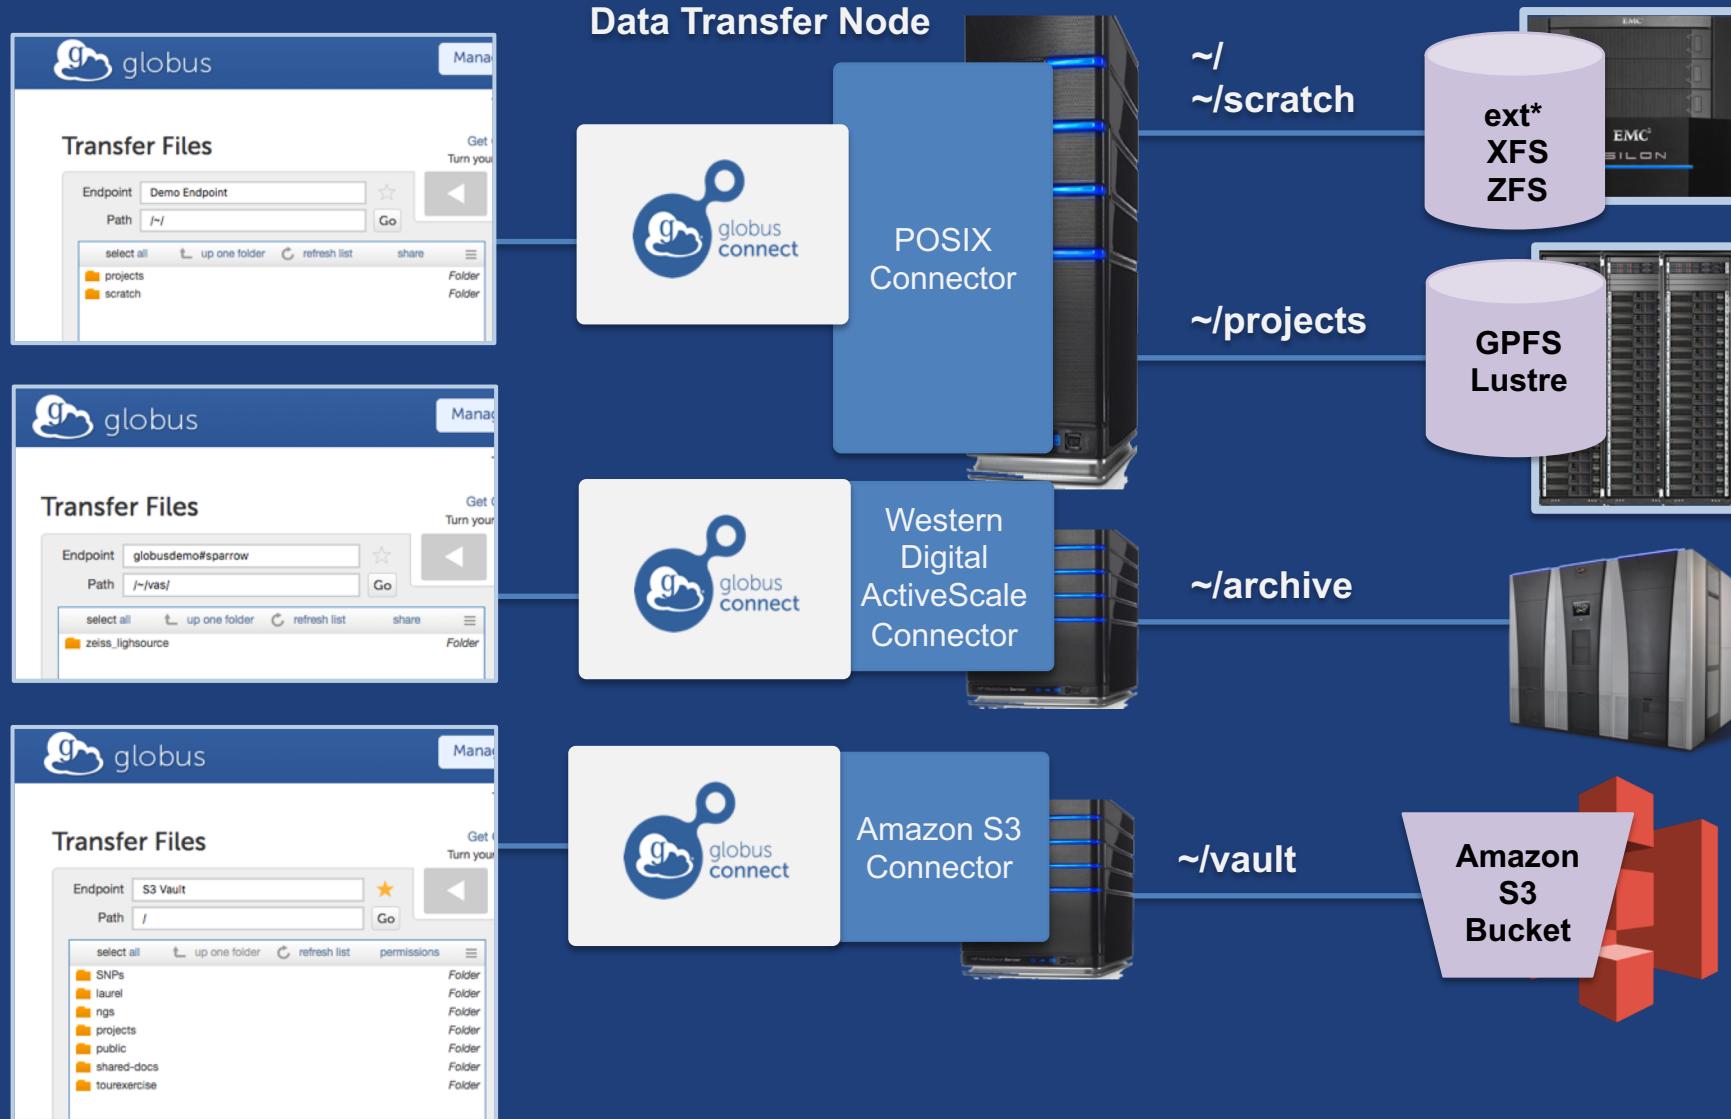 Data Transfer Node
globus
Mana
Transfer Files
Get
Turn you
Endpoint Demo Endpoint
Path /~/ Go
select all up one folder refresh list share
projects Folder
scratch Folder
globus
connect
POSIX
Connector
~/
~/scratch
ext*
XFS
ZFS
EMC
EMC²
SILON
~/projects
GPFS
Lustre
globus
Manag
Transfer Files
Get
Turn your
Endpoint globusdemo#sparrow
Path /~/vas/ Go
select all up one folder refresh list share
zeiss_lighsource Folder
globus
connect
Western
Digital
ActiveScale
Connector
~/archive
globus
Mana
Transfer Files
Get
Turn you
Endpoint S3 Vault
Path / Go
select all up one folder refresh list permissions
SNPs Folder
laurel Folder
ngs Folder
projects Folder
public Folder
shared-docs Folder
tourexercise Folder
globus
connect
Amazon S3
Connector
~/vault
Amazon
S3
Bucket